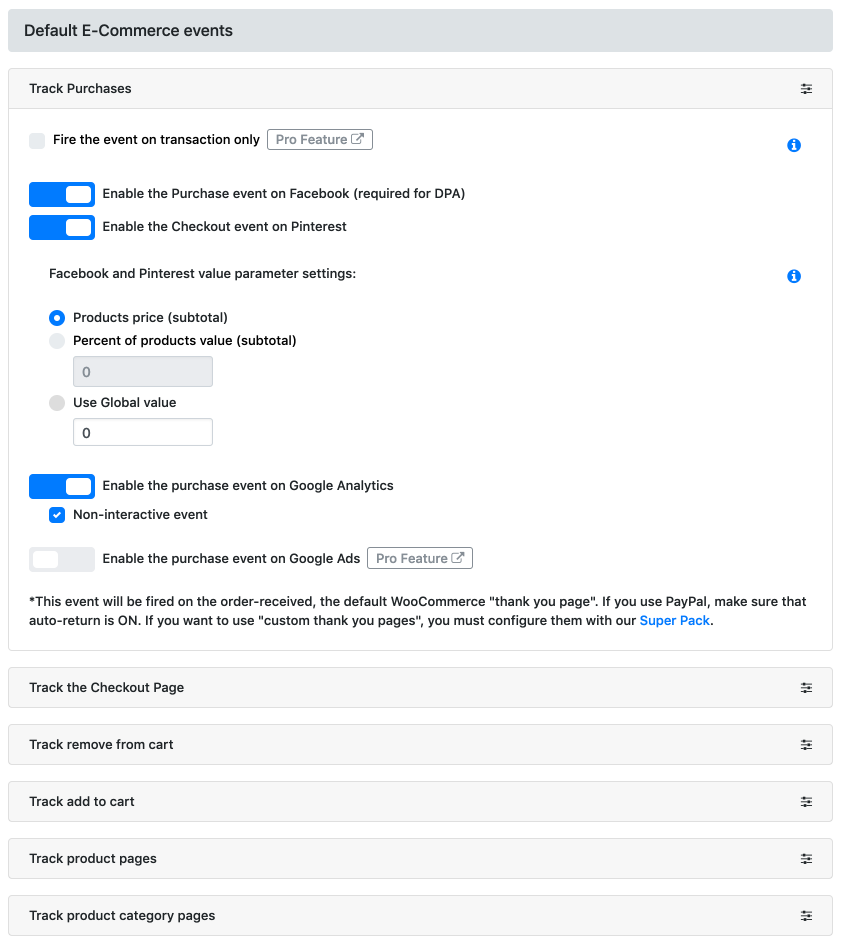 Default E-Commerce events
Track Purchases
Fire the event on transaction only Pro Feature
Enable the Purchase event on Facebook (required for DPA)
Enable the Checkout event on Pinterest
Facebook and Pinterest value parameter settings:
Products price (subtotal)
Percent of products value (subtotal)
0
Use Global value
0
Enable the purchase event on Google Analytics
Non-interactive event
Enable the purchase event on Google Ads Pro Feature
*This event will be fired on the order-received, the default WooCommerce "thank you page". If you use PayPal, make sure that
auto-return is ON. If you want to use "custom thank you pages", you must configure them with our Super Pack.
Track the Checkout Page
Track remove from cart
Track add to cart
Track product pages
Track product category pages